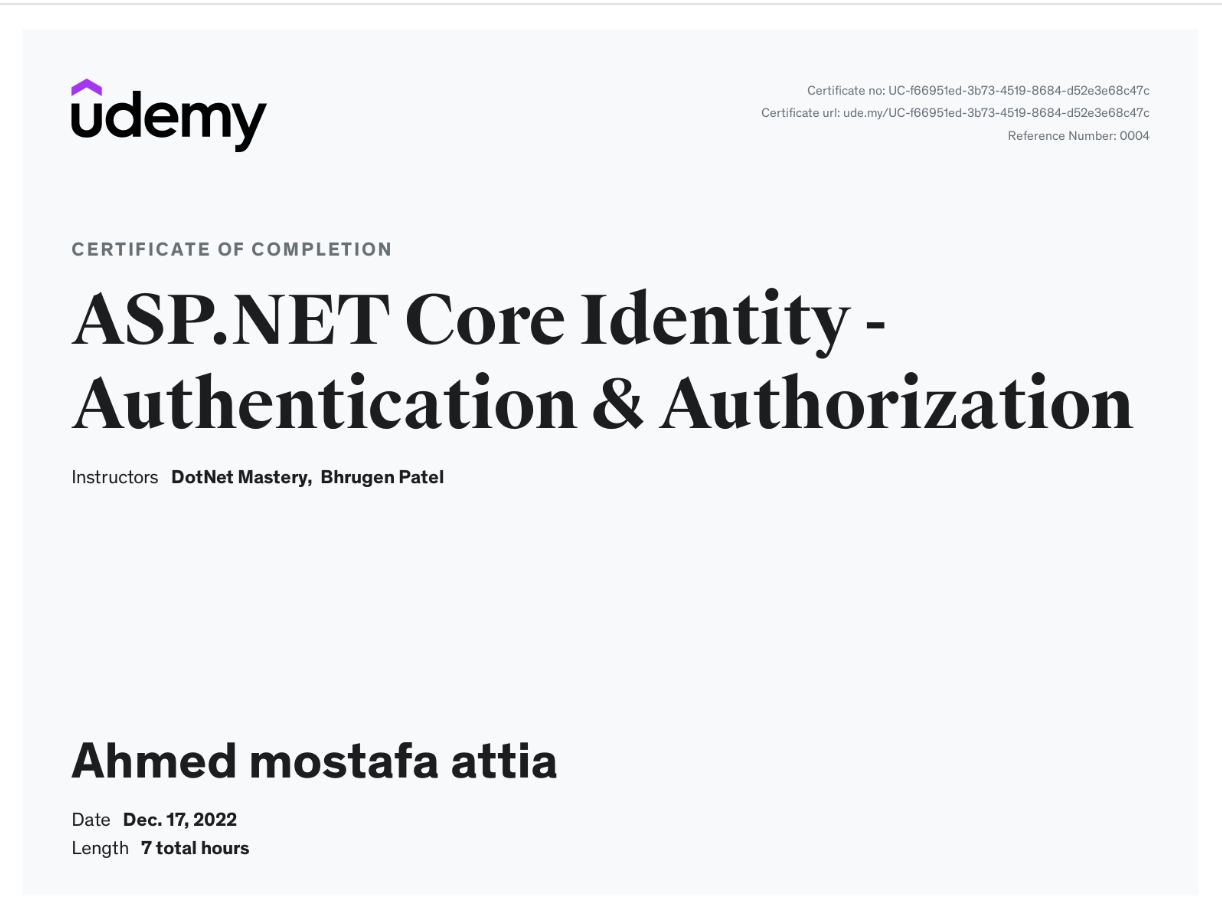 udemy
Certificate no: UC-f66951ed-3b73-4519-8684-d52e3e68c47c
Certificate url: ude.my/UC-f66951ed-3b73-4519-8684-d52e3e68c47c
Reference Number: 0004
CERTIFICATE OF COMPLETION
ASP.NET Core Identity -
Authentication & Authorization
Instructors DotNet Mastery, Bhrugen Patel
Ahmed mostafa attia
Date Dec. 17, 2022
Length 7 total hours